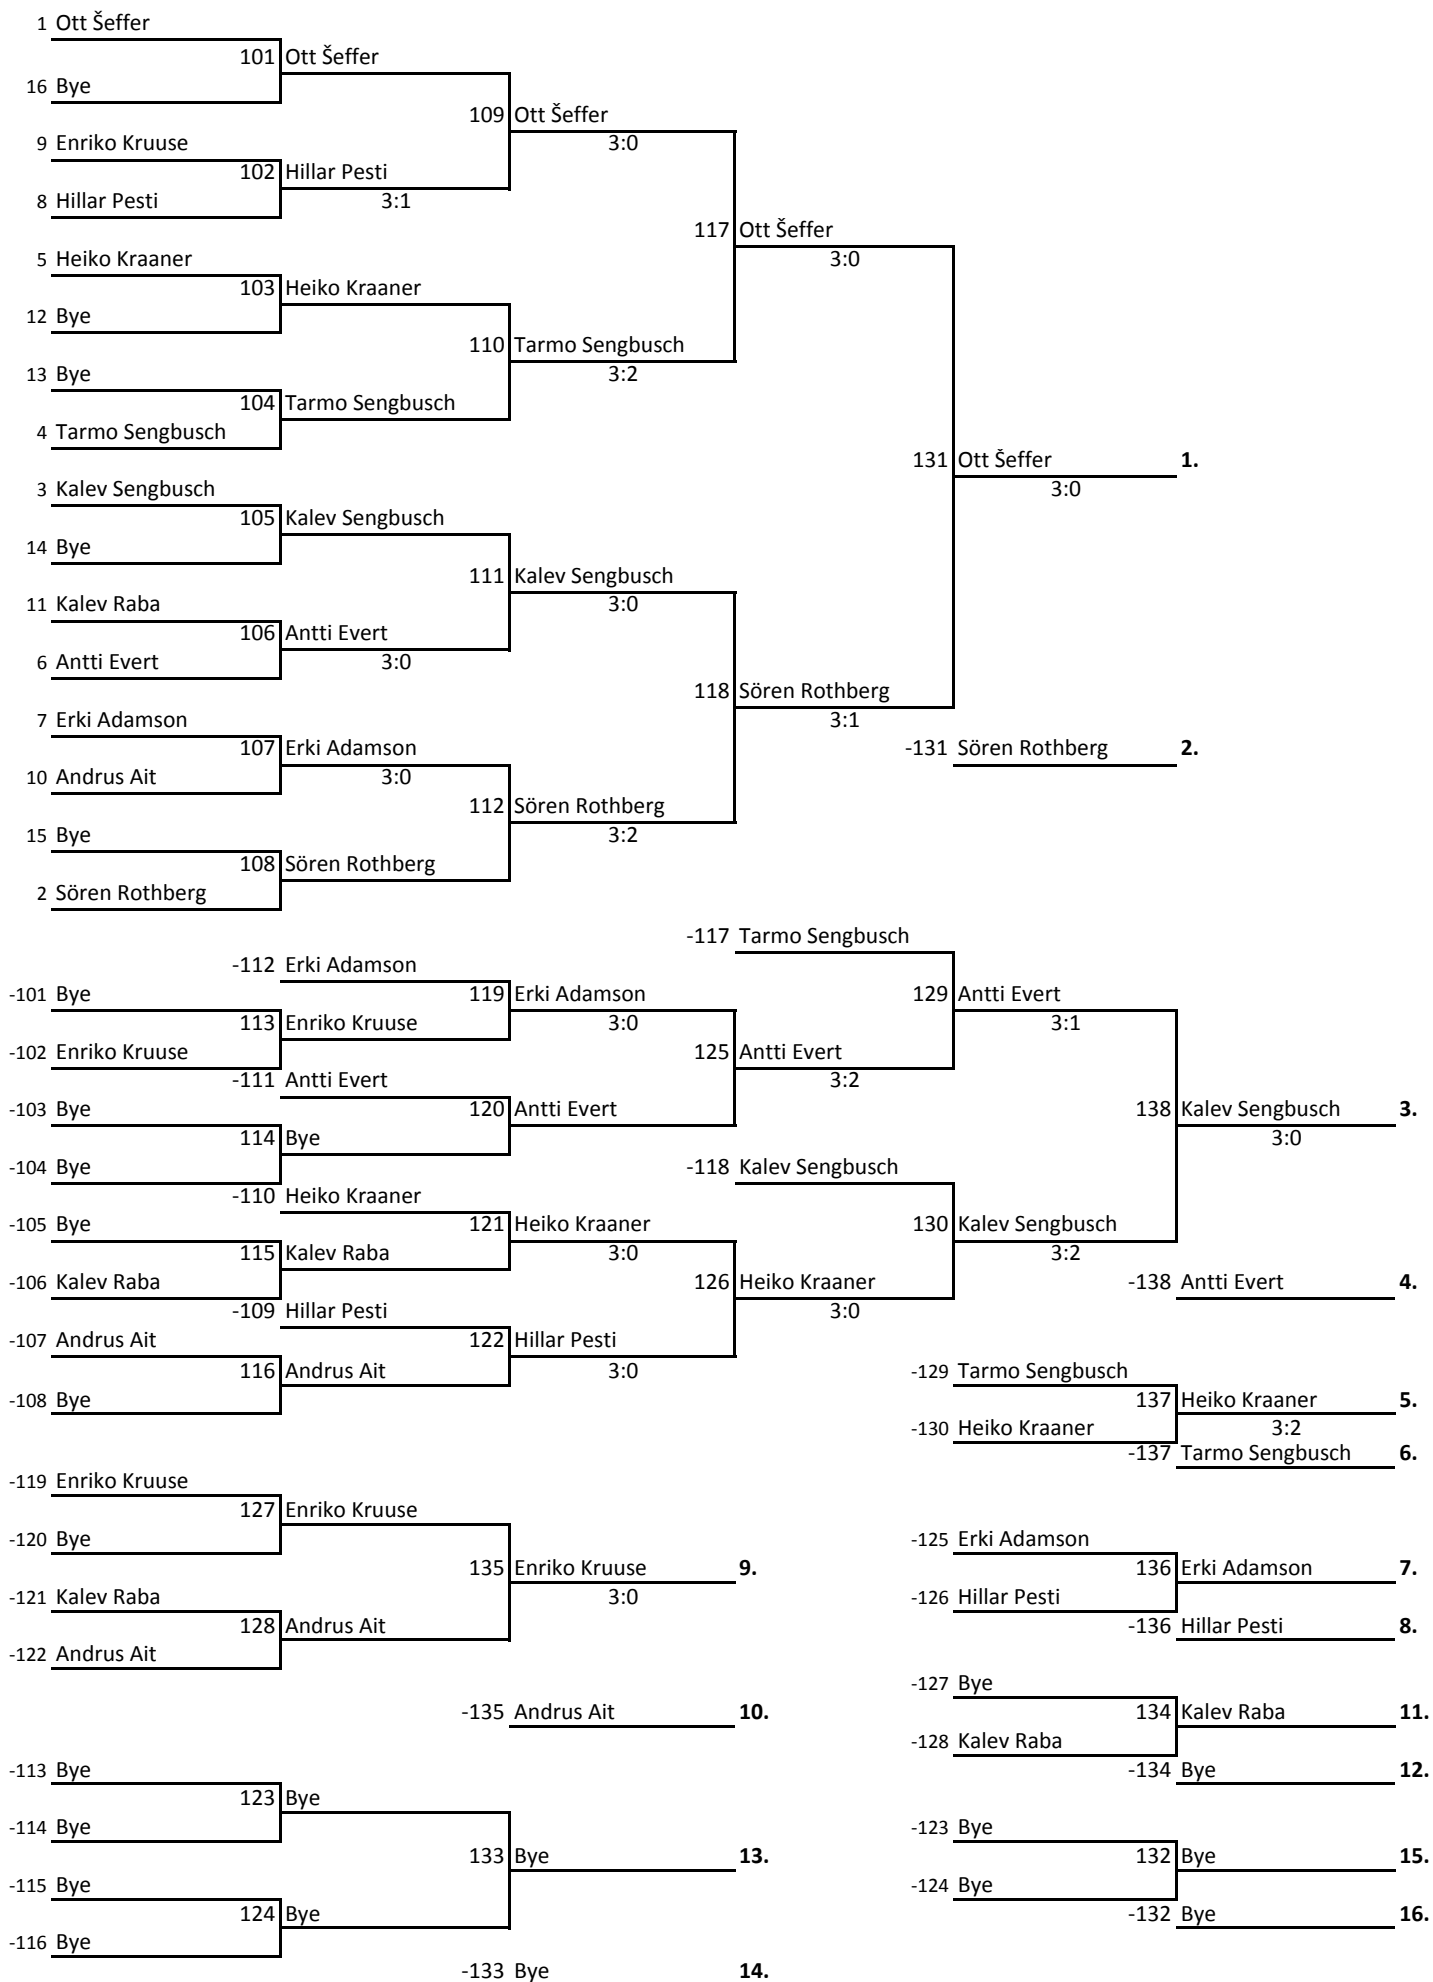 1 Ott Šeffer
101 Ott Šeffer
16 Bye
109 Ott Šeffer
9 Enriko Kruuse 3:0
102 Hillar Pesti
8 Hillar Pesti 3:1
117 Ott Šeffer
5 Heiko Kraaner 3:0
103 Heiko Kraaner
12 Bye
110 Tarmo Sengbusch
13 Bye 3:2
104 Tarmo Sengbusch
4 Tarmo Sengbusch
131 Ott Šeffer 1.
3 Kalev Sengbusch 3:0
105 Kalev Sengbusch
14 Bye
111 Kalev Sengbusch
11 Kalev Raba 3:0
106 Antti Evert
6 Antti Evert 3:0
118 Sören Rothberg
7 Erki Adamson 3:1
107 Erki Adamson -131 Sören Rothberg 2.
10 Andrus Ait 3:0
112 Sören Rothberg
15 Bye 3:2
108 Sören Rothberg
2 Sören Rothberg
-117 Tarmo Sengbusch
-112 Erki Adamson
-101 Bye 119 Erki Adamson 129 Antti Evert
113 Enriko Kruuse 3:0 3:1
-102 Enriko Kruuse 125 Antti Evert
-111 Antti Evert 3:2
-103 Bye 120 Antti Evert 138 Kalev Sengbusch 3.
114 Bye 3:0
-104 Bye -118 Kalev Sengbusch
-110 Heiko Kraaner
-105 Bye 121 Heiko Kraaner 130 Kalev Sengbusch
115 Kalev Raba 3:0 3:2
-106 Kalev Raba 126 Heiko Kraaner -138 Antti Evert 4.
-109 Hillar Pesti 3:0
-107 Andrus Ait 122 Hillar Pesti
116 Andrus Ait 3:0 -129 Tarmo Sengbusch
-108 Bye 137 Heiko Kraaner 5.
-130 Heiko Kraaner 3:2
-137 Tarmo Sengbusch 6.
-119 Enriko Kruuse
127 Enriko Kruuse
-120 Bye -125 Erki Adamson
135 Enriko Kruuse 9. 136 Erki Adamson 7.
-121 Kalev Raba 3:0 -126 Hillar Pesti
128 Andrus Ait -136 Hillar Pesti 8.
-122 Andrus Ait
-127 Bye
-135 Andrus Ait 10. 134 Kalev Raba 11.
-128 Kalev Raba
-113 Bye -134 Bye 12.
123 Bye
-114 Bye -123 Bye
133 Bye 13. 132 Bye 15.
-115 Bye -124 Bye
124 Bye -132 Bye 16.
-116 Bye
-133 Bye 14.